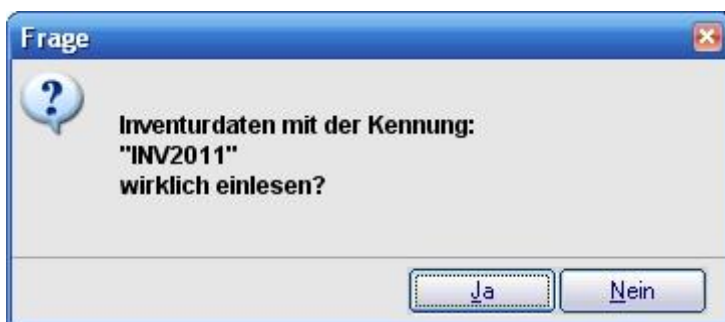 Frage
Inventurdaten mit der Kennung:
"INV2011"
wirklich einlesen?
Ja
Nein